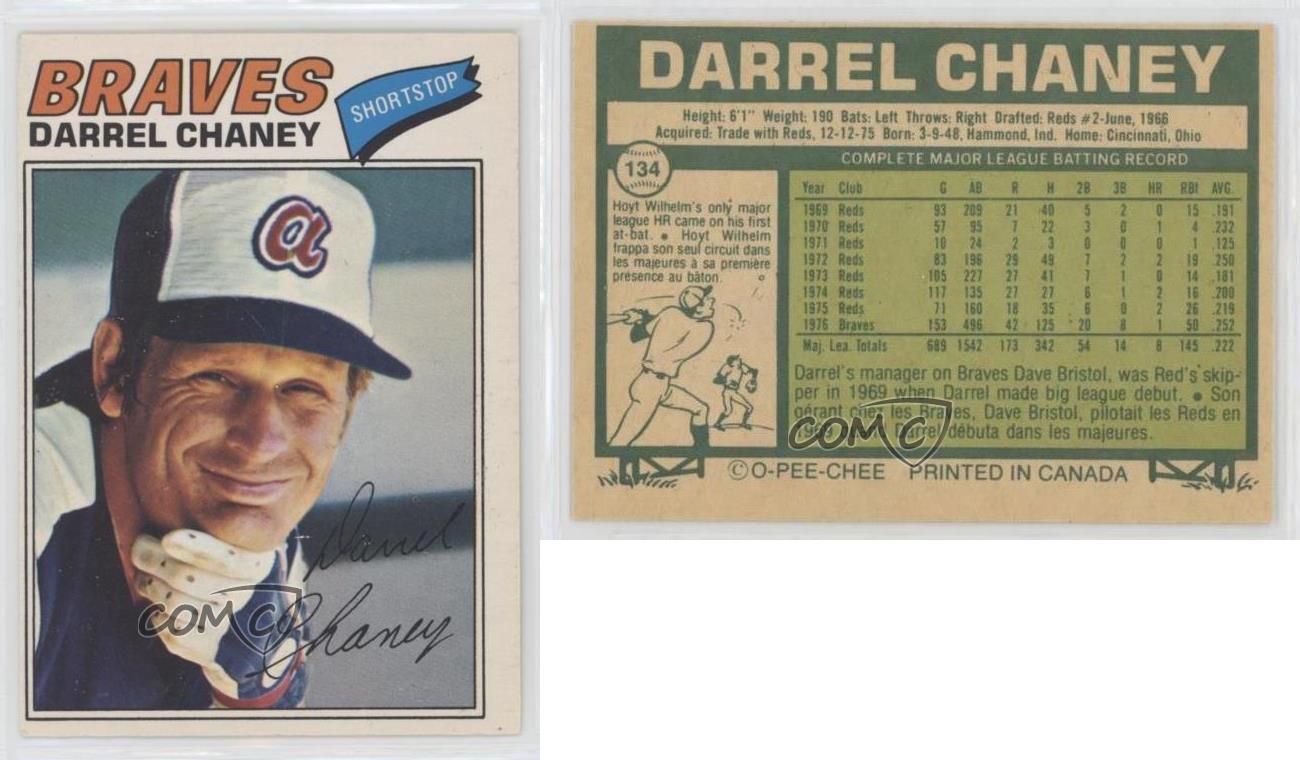 BRAVES
DARREL CHANEY
SHORTSTOP
a
Darrel
Chaney
COMC
DARREL CHANEY
Height: 6'1" Weight: 190 Bats: Left Throws: Right Drafted: Reds #2-June, 1966
Acquired: Trade with Reds, 12-12-75 Born: 3-9-48, Hammond, Ind. Home: Cincinnati, Ohio
134
COMPLETE MAJOR LEAGUE BATTING RECORD
Hoyt Wilhelm's only major
league HR came on his first
at-bat. • Hoyt Wilhelm
frappa son seul circuit dans
les majeures à sa première
présence au bâton.
Year Club G AB R H 2B 3B HR RBI AVG.
1969 Reds 93 209 21 40 5 2 0 15 .191
1970 Reds 57 95 7 22 3 0 1 4 .232
1971 Reds 10 24 2 3 0 0 0 1 .125
1972 Reds 83 196 29 49 7 2 2 19 .250
1973 Reds 105 227 27 41 7 1 0 14 .181
1974 Reds 117 135 27 27 6 1 2 16 .200
1975 Reds 71 160 18 35 6 0 2 26 .219
1976 Braves 153 496 42 125 20 8 1 50 .252
Maj. Lea. Totals 689 1542 173 342 54 14 8 145 .222
Darrel's manager on Braves Dave Bristol, was Red's skip-
per in 1969 when Darrel made big league debut. • Son
gérant chez les Braves, Dave Bristol, pilotait les Reds en
1969 quand Darrel débuta dans les majeures.
COMC
©O-PEE-CHEE PRINTED IN CANADA